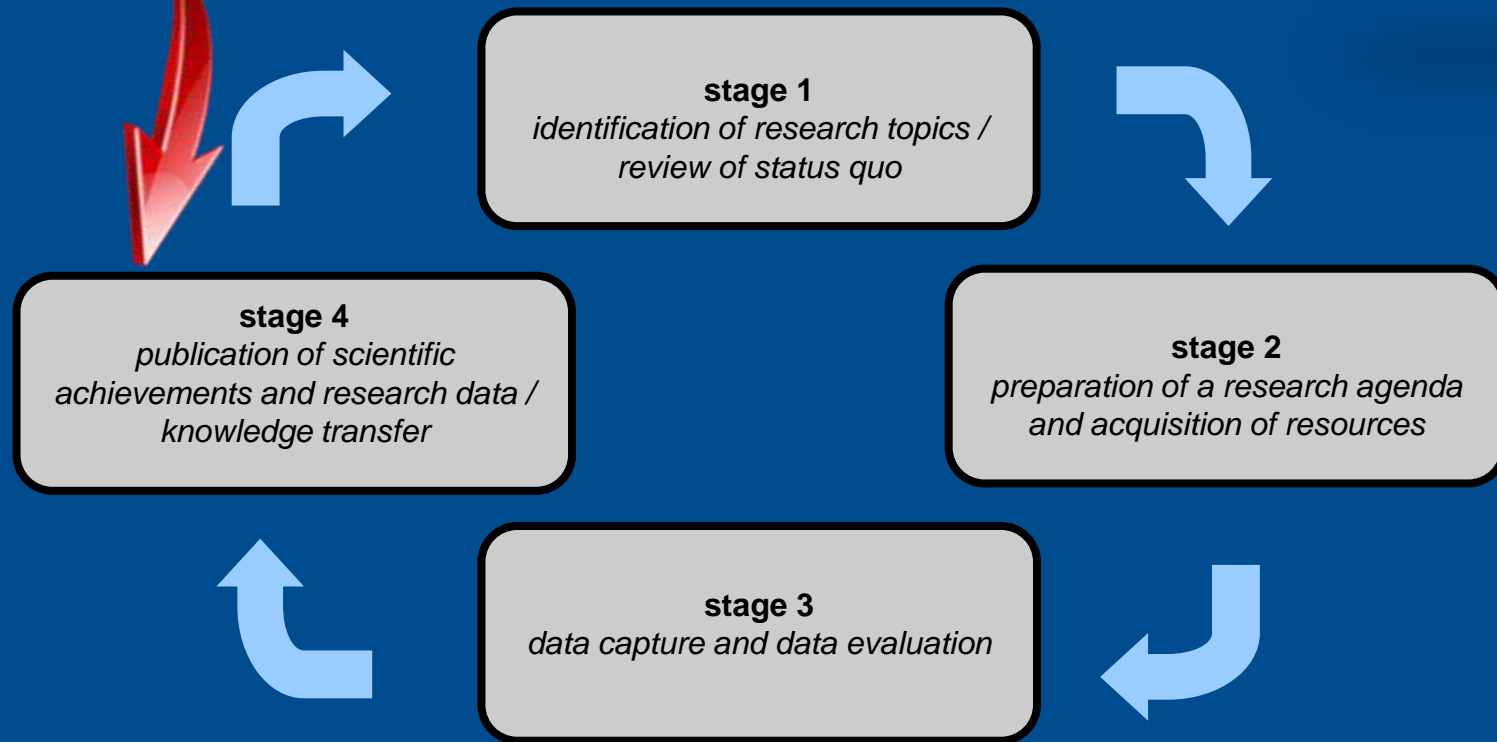 stage 1
identification of research topics /
review of status quo
stage 4
publication of scientific
achievements and research data /
knowledge transfer
stage 2
preparation of a research agenda
and acquisition of resources
stage 3
data capture and data evaluation